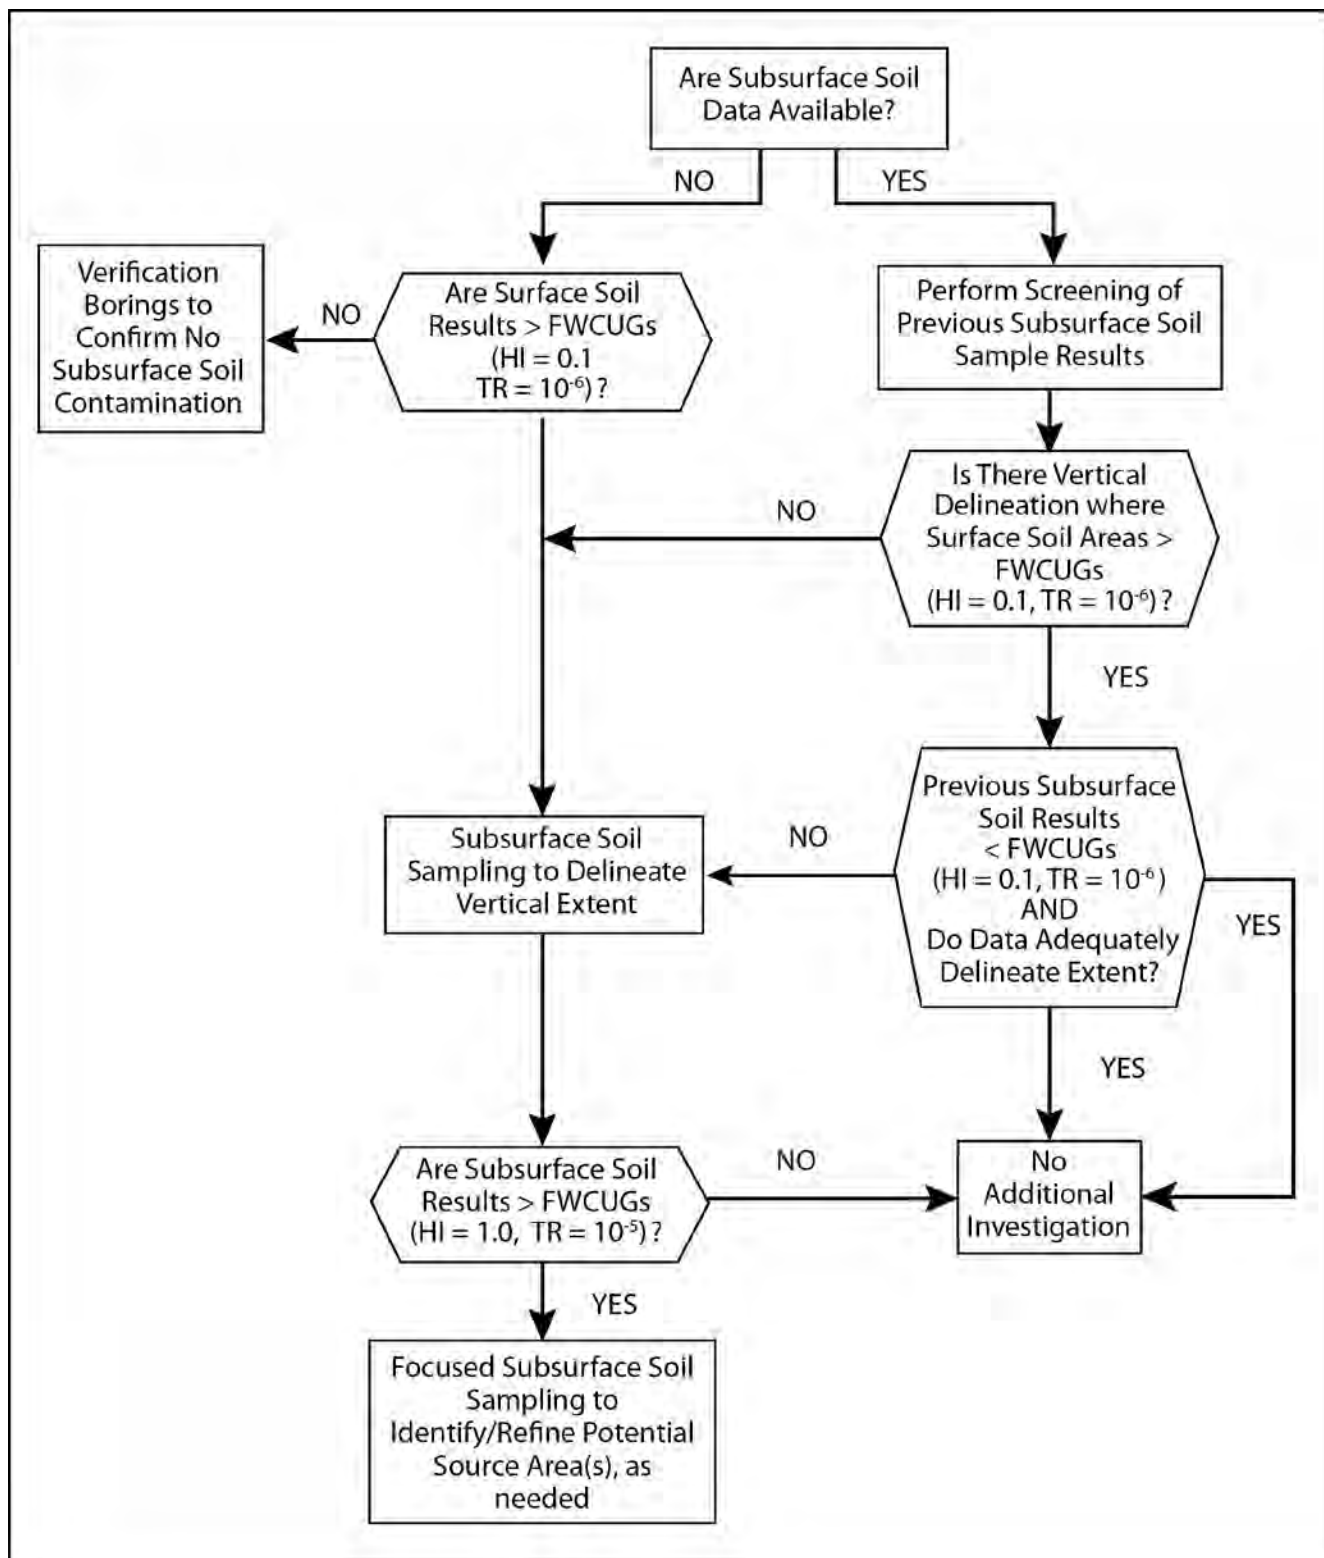 Are Subsurface Soil
Data Available?
NO
YES
Verification
Borings to
Confirm No
Subsurface Soil
Contamination
NO
Are Surface Soil
Results > FWCUGs
(HI = 0.1
TR = 10⁻⁶) ?
Perform Screening of
Previous Subsurface Soil
Sample Results
Is There Vertical
Delineation where
Surface Soil Areas >
FWCUGs
(HI = 0.1, TR = 10⁻⁶) ?
NO
YES
Previous Subsurface
Soil Results
< FWCUGs
(HI = 0.1, TR = 10⁻⁶ )
AND
Do Data Adequately
Delineate Extent?
NO
YES
Subsurface Soil
Sampling to Delineate
Vertical Extent
YES
Are Subsurface Soil
Results > FWCUGs
(HI = 1.0, TR = 10⁻⁵) ?
NO
No
Additional
Investigation
YES
Focused Subsurface Soil
Sampling to
Identify/Refine Potential
Source Area(s), as
needed